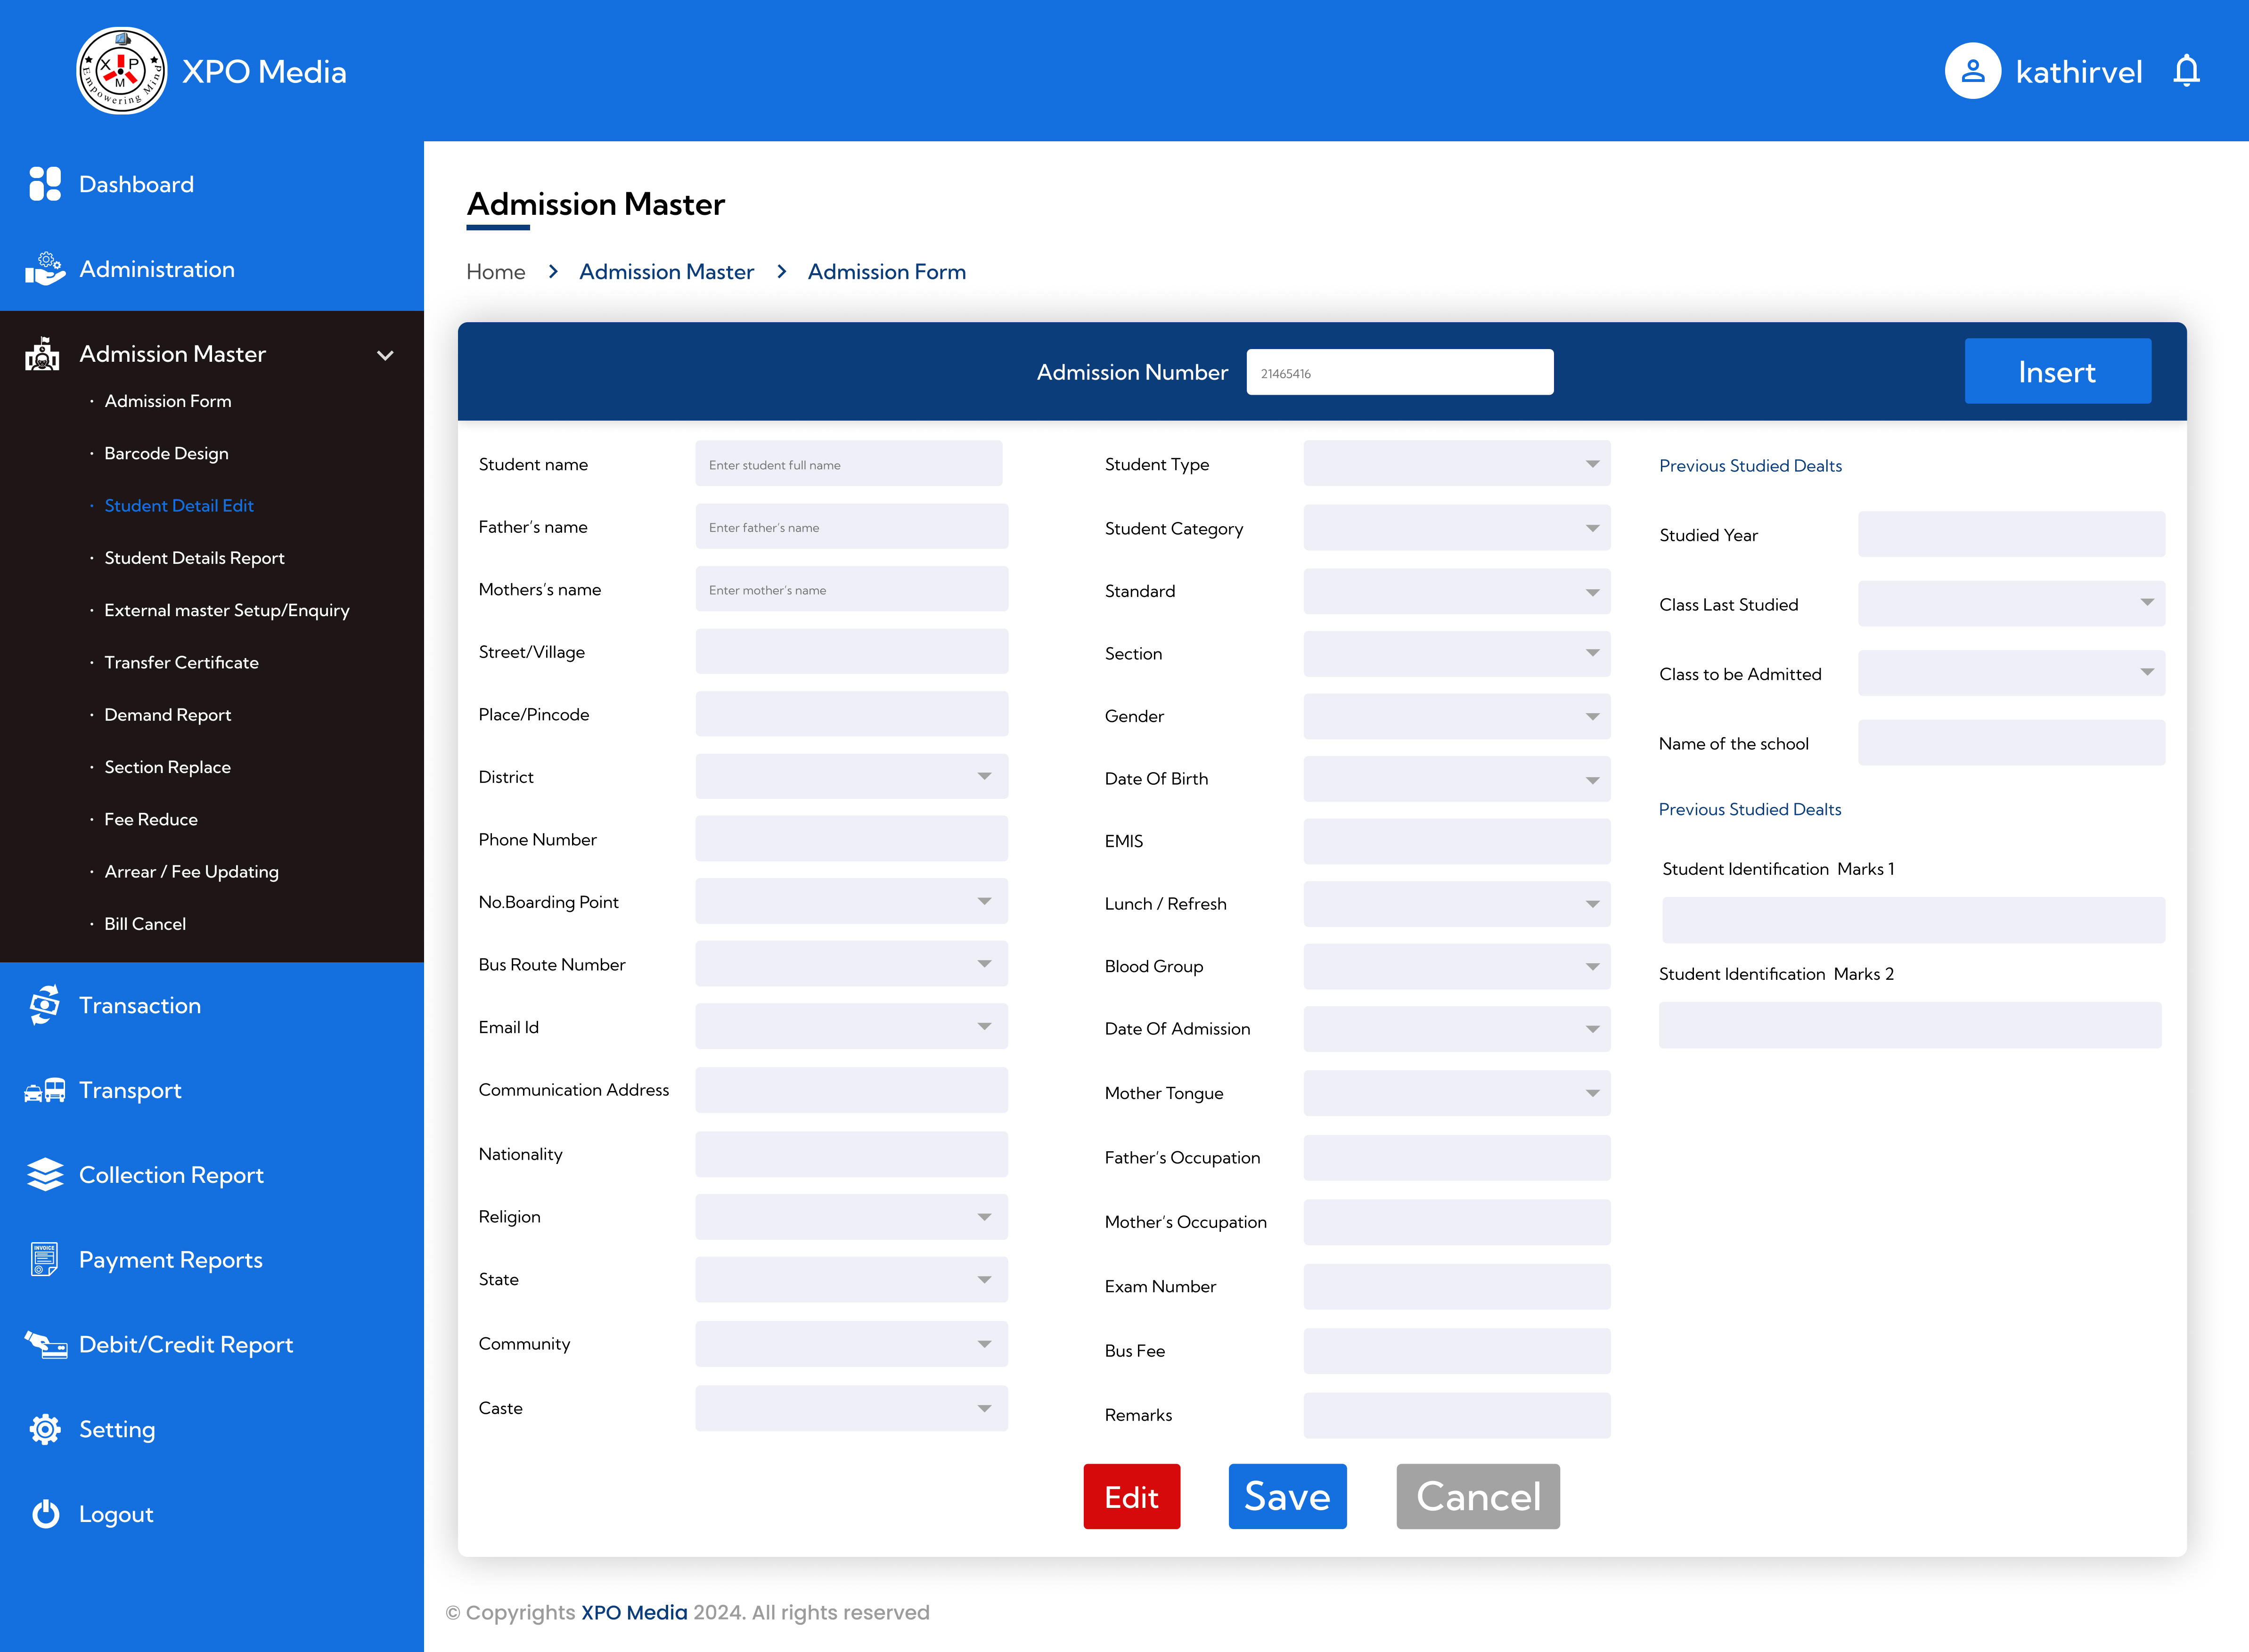 X P M
Empowering Mind
XPO Media
kathirvel
Dashboard
Administration
Admission Master
· Admission Form
· Barcode Design
· Student Detail Edit
· Student Details Report
· External master Setup/Enquiry
· Transfer Certificate
· Demand Report
· Section Replace
· Fee Reduce
· Arrear / Fee Updating
· Bill Cancel
Transaction
Transport
Collection Report
INVOICE
Payment Reports
Debit/Credit Report
Setting
Logout
Admission Master
Home > Admission Master > Admission Form
Admission Number 21465416
Insert
Student name Enter student full name
Father's name Enter father's name
Mothers's name Enter mother's name
Street/Village
Place/Pincode
District
Phone Number
No.Boarding Point
Bus Route Number
Email Id
Communication Address
Nationality
Religion
State
Community
Caste
Student Type
Student Category
Standard
Section
Gender
Date Of Birth
EMIS
Lunch / Refresh
Blood Group
Date Of Admission
Mother Tongue
Father's Occupation
Mother's Occupation
Exam Number
Bus Fee
Remarks
Previous Studied Dealts
Studied Year
Class Last Studied
Class to be Admitted
Name of the school
Previous Studied Dealts
Student Identification Marks 1
Student Identification Marks 2
Edit Save Cancel
© Copyrights XPO Media 2024. All rights reserved